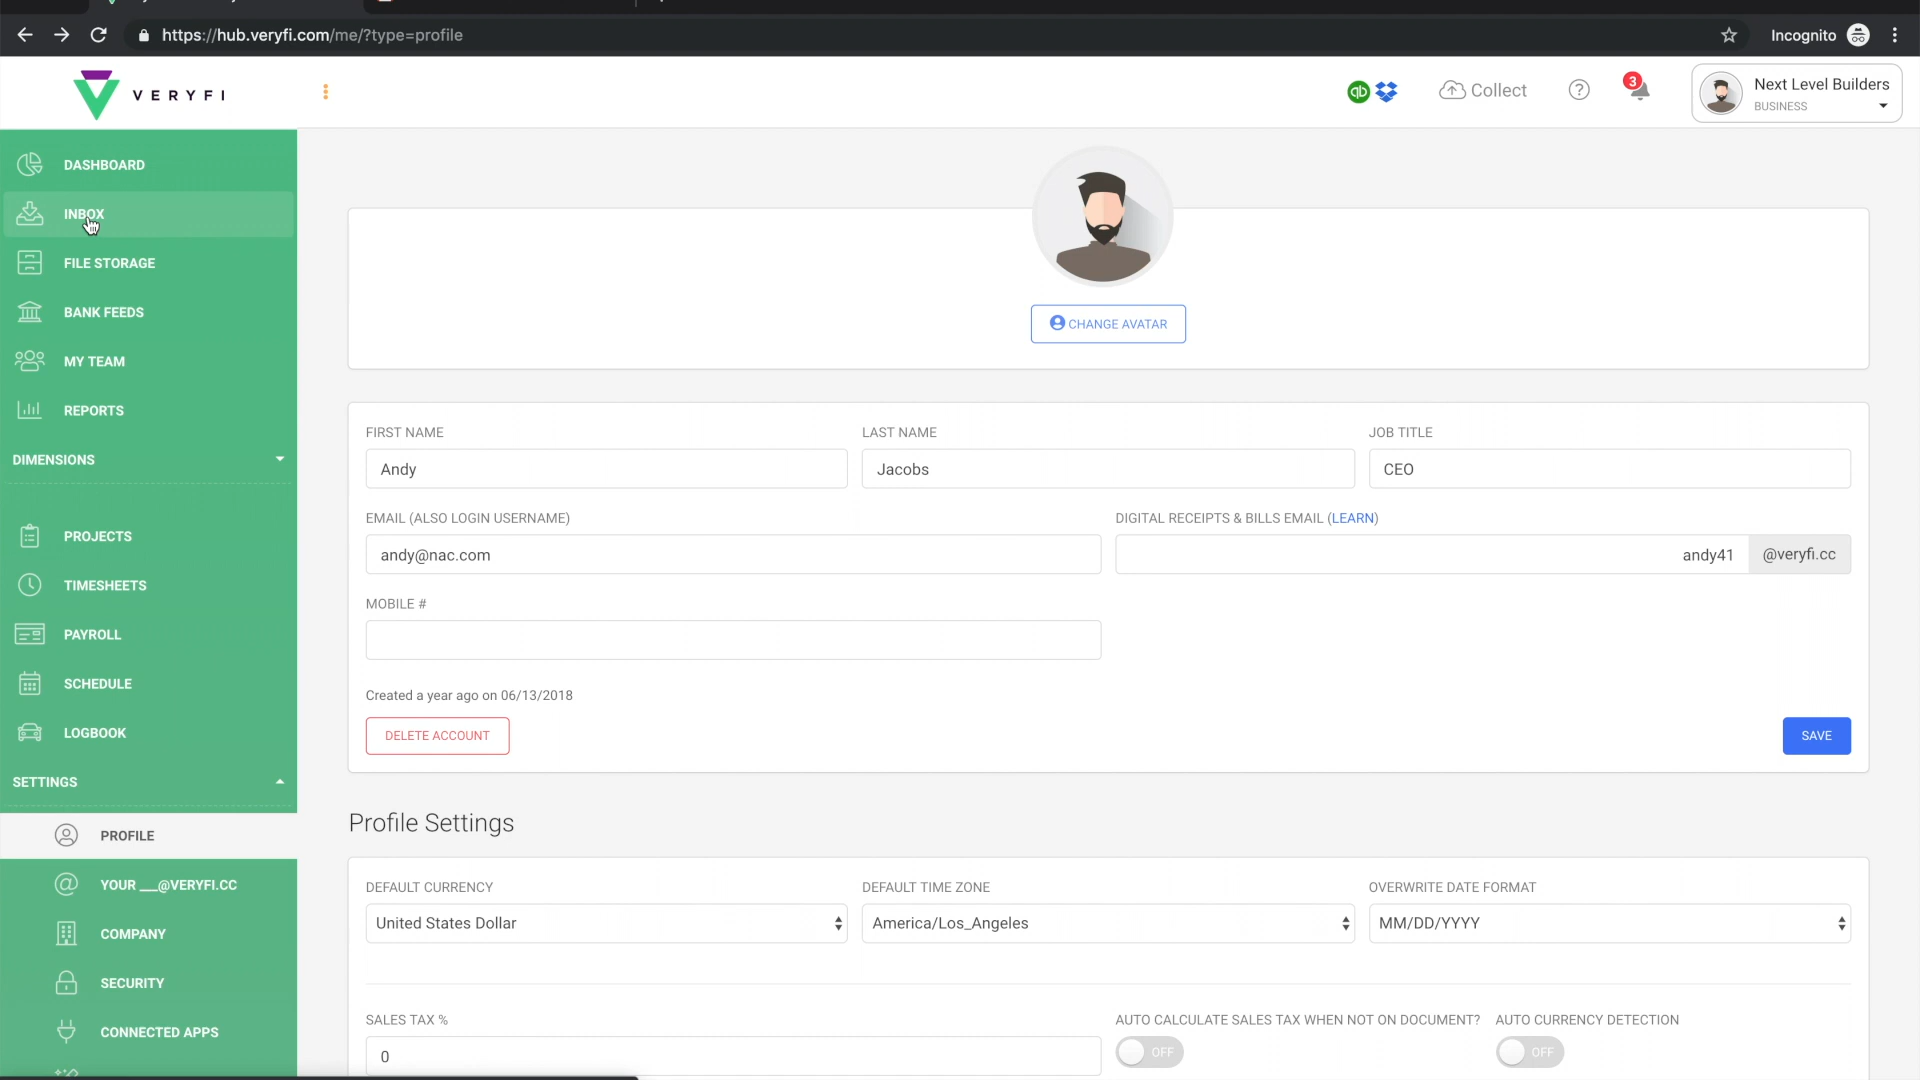 https://hub.veryfi.com/me/?type=profile
Incognito
VERYFI
qb
Collect
?
3
Next Level Builders
BUSINESS
DASHBOARD
INBOX
FILE STORAGE
BANK FEEDS
MY TEAM
REPORTS
DIMENSIONS
PROJECTS
TIMESHEETS
PAYROLL
SCHEDULE
LOGBOOK
SETTINGS
PROFILE
YOUR ___@VERYFI.CC
COMPANY
SECURITY
CONNECTED APPS
CHANGE AVATAR
FIRST NAME
LAST NAME
JOB TITLE
Andy
Jacobs
CEO
EMAIL (ALSO LOGIN USERNAME)
DIGITAL RECEIPTS & BILLS EMAIL (LEARN)
andy@nac.com
andy41
@veryfi.cc
MOBILE #
Created a year ago on 06/13/2018
DELETE ACCOUNT
SAVE
Profile Settings
DEFAULT CURRENCY
DEFAULT TIME ZONE
OVERWRITE DATE FORMAT
United States Dollar
America/Los_Angeles
MM/DD/YYYY
SALES TAX %
AUTO CALCULATE SALES TAX WHEN NOT ON DOCUMENT?
AUTO CURRENCY DETECTION
0
OFF
OFF